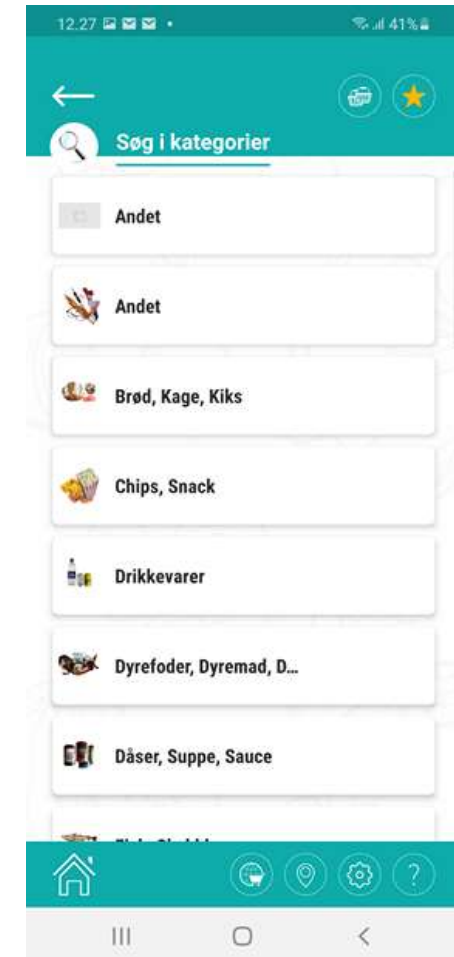 12.27
41%
Søg i kategorier
Andet
Andet
Brød, Kage, Kiks
Chips, Snack
Drikkevarer
Dyrefoder, Dyremad, D...
Dåser, Suppe, Sauce
?